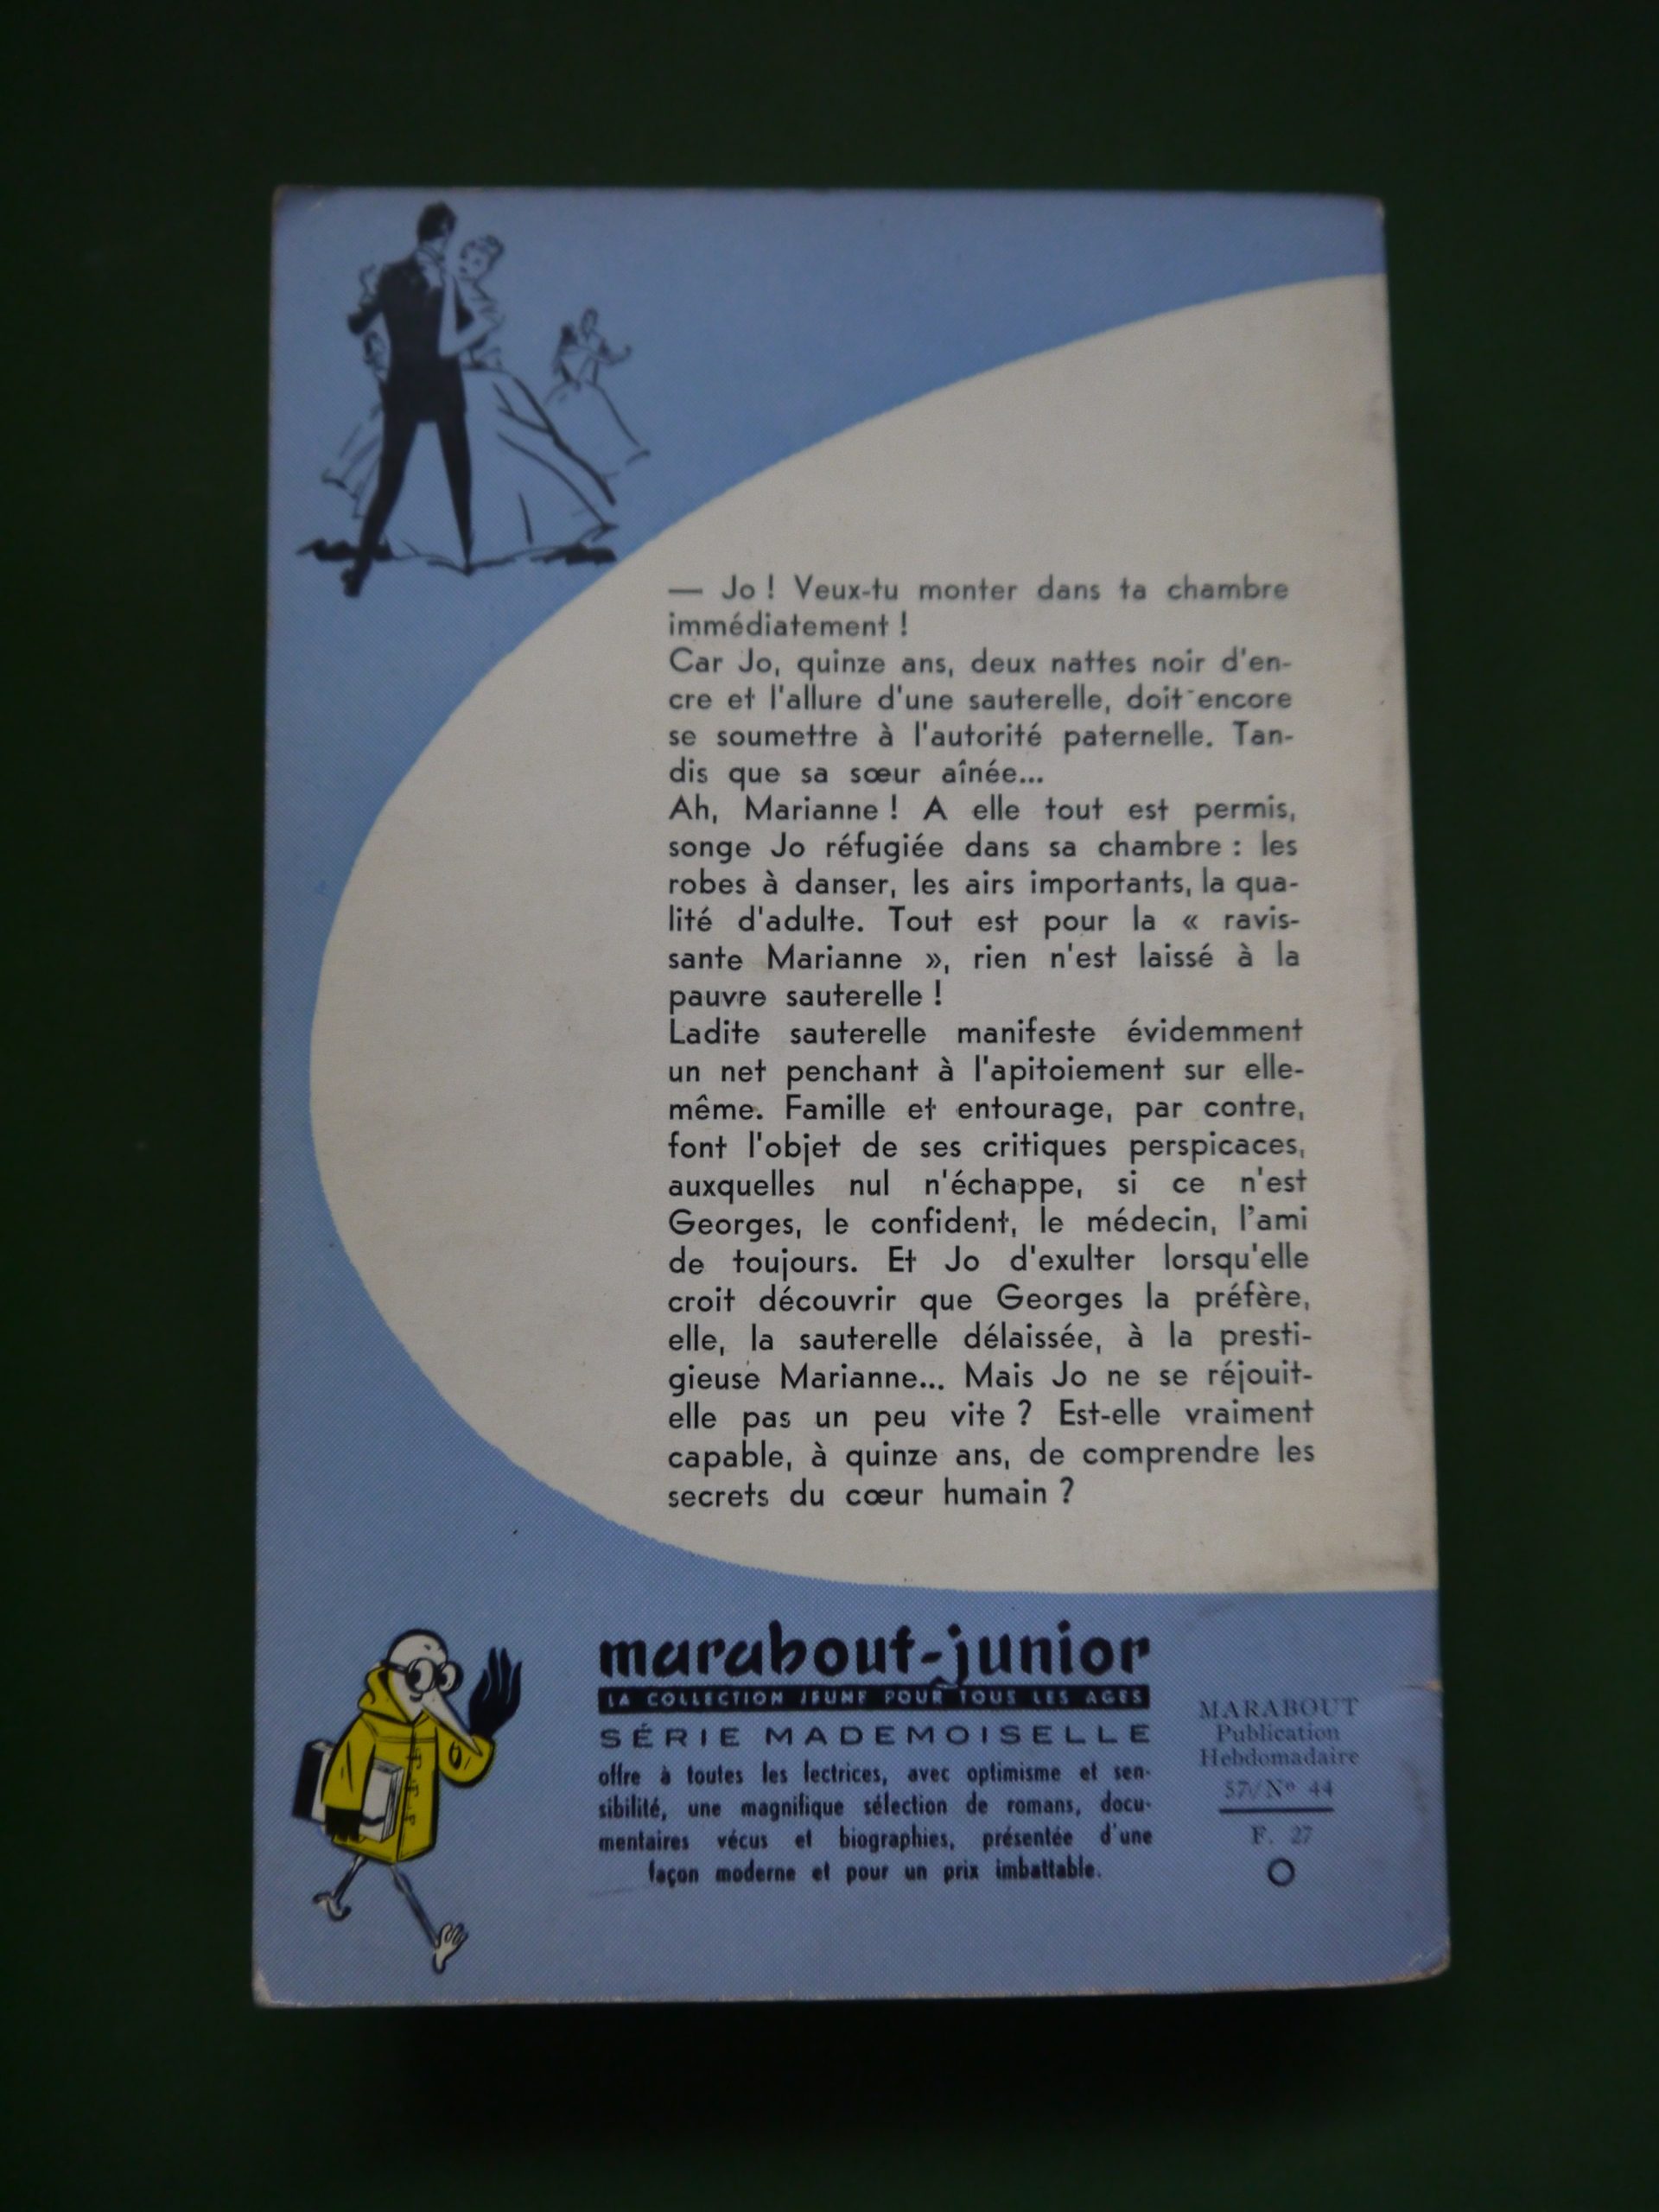 — Jo ! Veux-tu monter dans ta chambre
immédiatement !
Car Jo, quinze ans, deux nattes noir d'en-
cre et l'allure d'une sauterelle, doit encore
se soumettre à l'autorité paternelle. Tan-
dis que sa sœur aînée...
Ah, Marianne ! A elle tout est permis,
songe Jo réfugiée dans sa chambre : les
robes à danser, les airs importants, la qua-
lité d'adulte. Tout est pour la « ravis-
sante Marianne », rien n'est laissé à la
pauvre sauterelle !
Ladite sauterelle manifeste évidemment
un net penchant à l'apitoiement sur elle-
même. Famille et entourage, par contre,
font l'objet de ses critiques perspicaces,
auxquelles nul n'échappe, si ce n'est
Georges, le confident, le médecin, l'ami
de toujours. Et Jo d'exulter lorsqu'elle
croit découvrir que Georges la préfère,
elle, la sauterelle délaissée, à la presti-
gieuse Marianne... Mais Jo ne se réjouit-
elle pas un peu vite ? Est-elle vraiment
capable, à quinze ans, de comprendre les
secrets du cœur humain ?
marabout-junior
LA COLLECTION JEUNE POUR TOUS LES AGES
SÉRIE MADEMOISELLE
offre à toutes les lectrices, avec optimisme et sen-
sibilité, une magnifique sélection de romans, docu-
mentaires vécus et biographies, présentée d'une
façon moderne et pour un prix imbattable.
MARABOUT
Publication
Hebdomadaire
57/Nº 44
F. 27